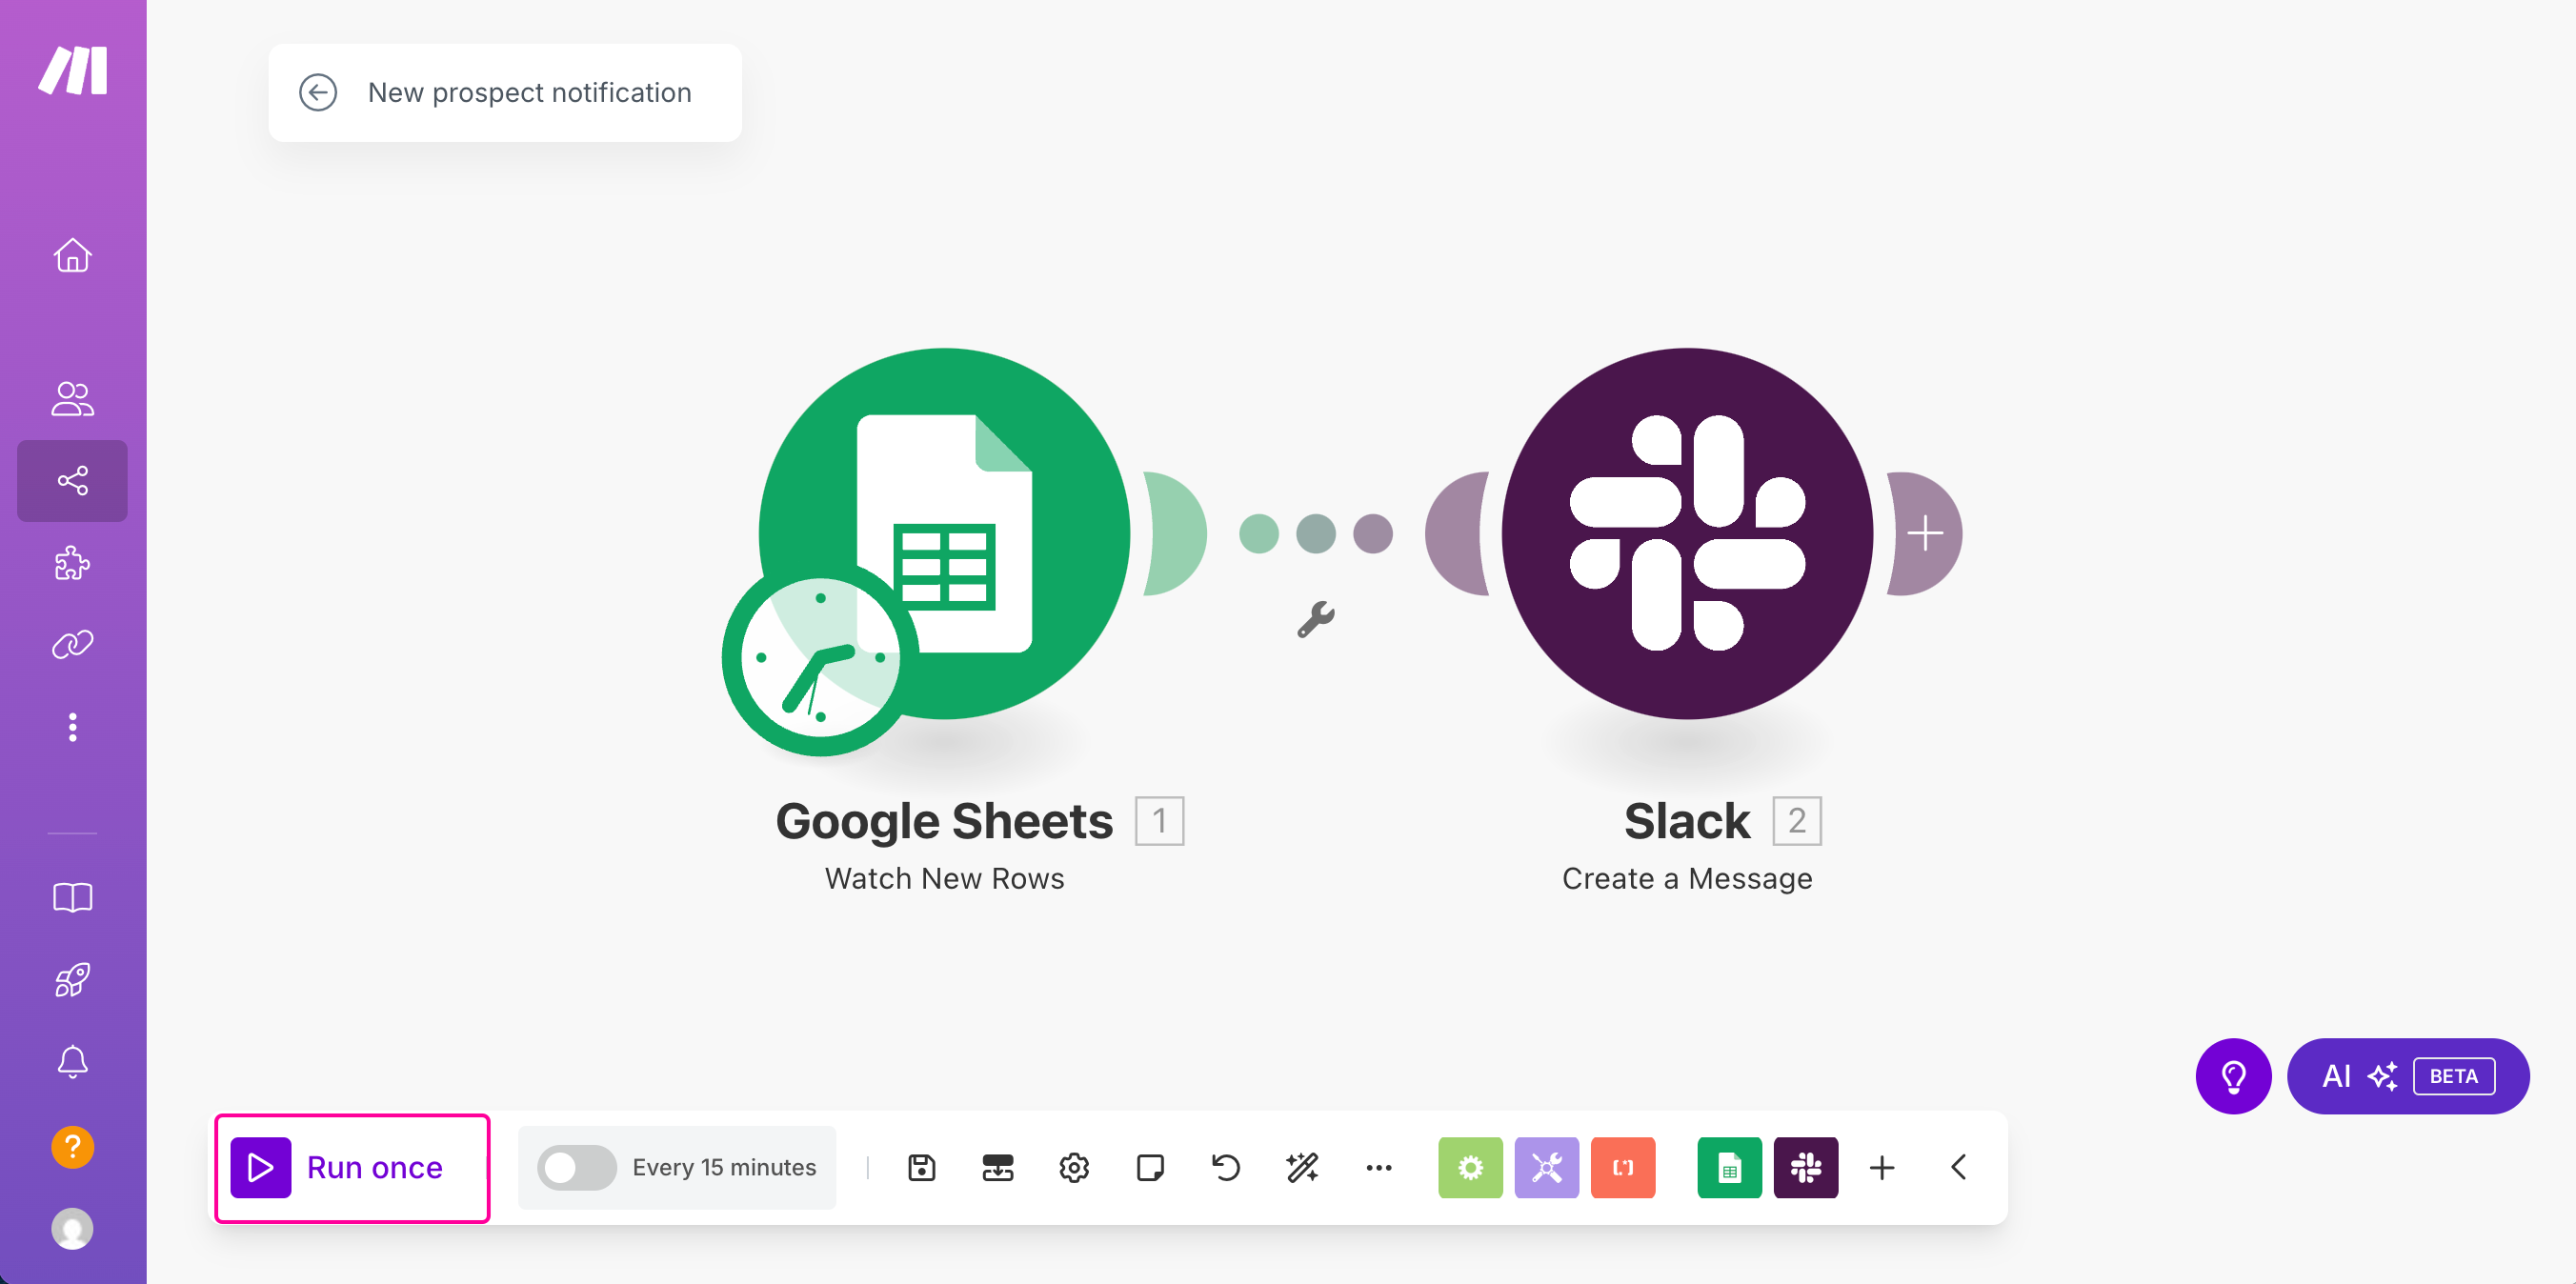 New prospect notification
Google Sheets 1
Watch New Rows
Slack 2
Create a Message
AI BETA
?
Run once
Every 15 minutes
[.*]